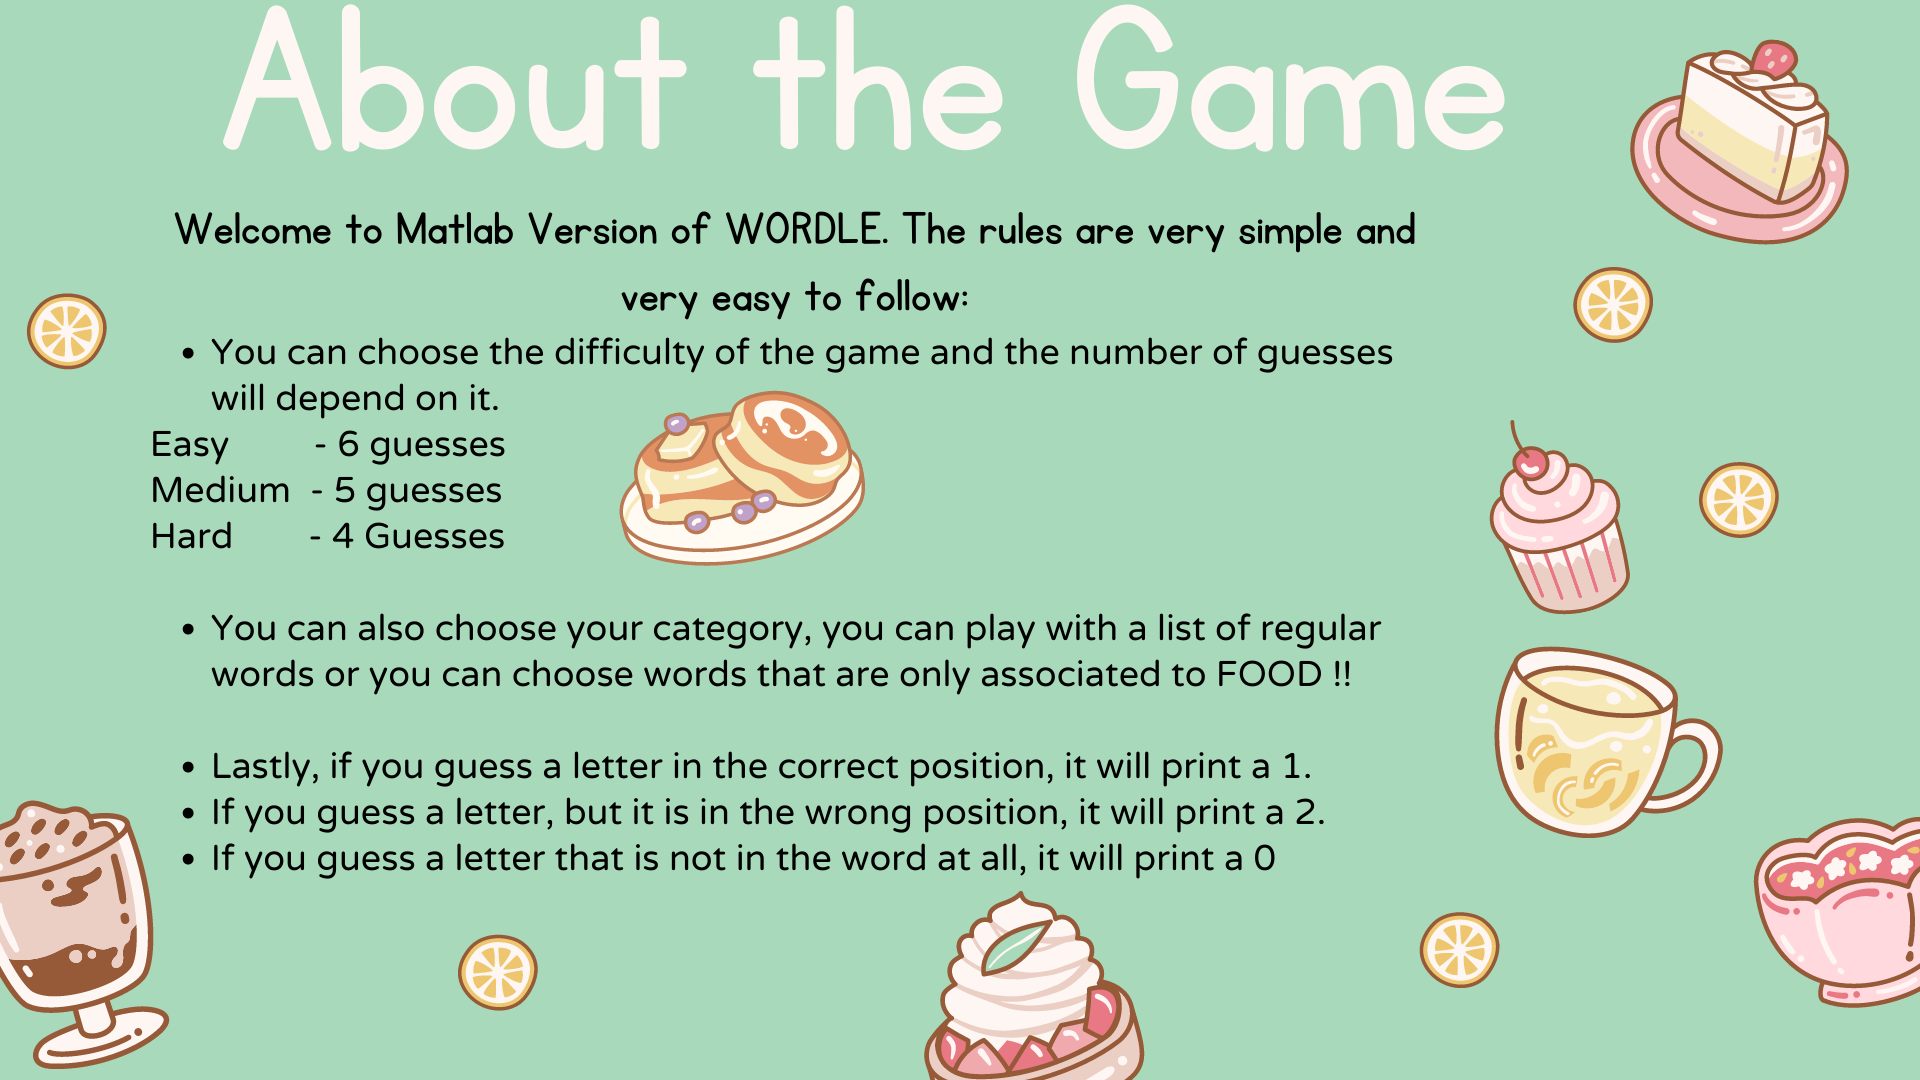 About the Game
Welcome to Matlab Version of WORDLE. The rules are very simple and
very easy to follow:
• You can choose the difficulty of the game and the number of guesses
will depend on it.
Easy - 6 guesses
Medium - 5 guesses
Hard - 4 Guesses
• You can also choose your category, you can play with a list of regular
words or you can choose words that are only associated to FOOD !!
• Lastly, if you guess a letter in the correct position, it will print a 1.
• If you guess a letter, but it is in the wrong position, it will print a 2.
• If you guess a letter that is not in the word at all, it will print a 0